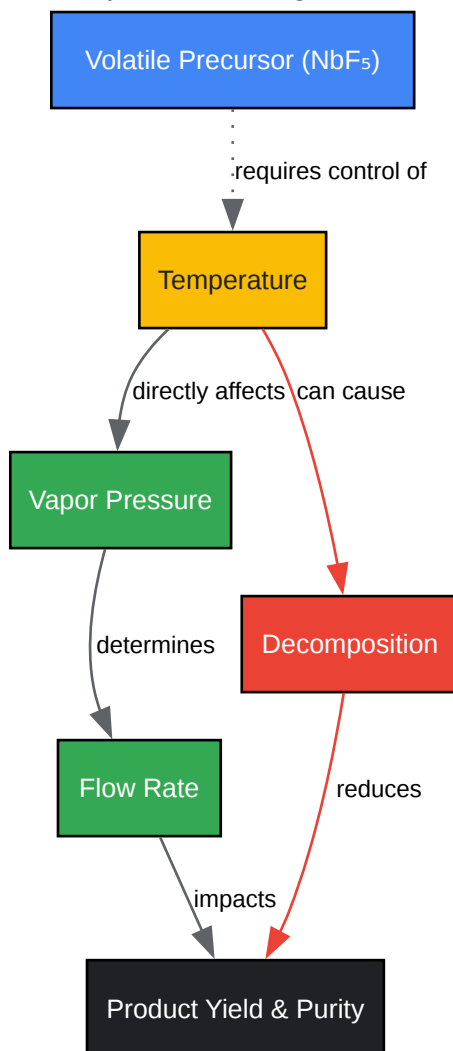 Volatile Precursor (NbF₅)
requires control of
Temperature
directly affects
can cause
Vapor Pressure
determines
Decomposition
Flow Rate
reduces
impacts
Product Yield & Purity